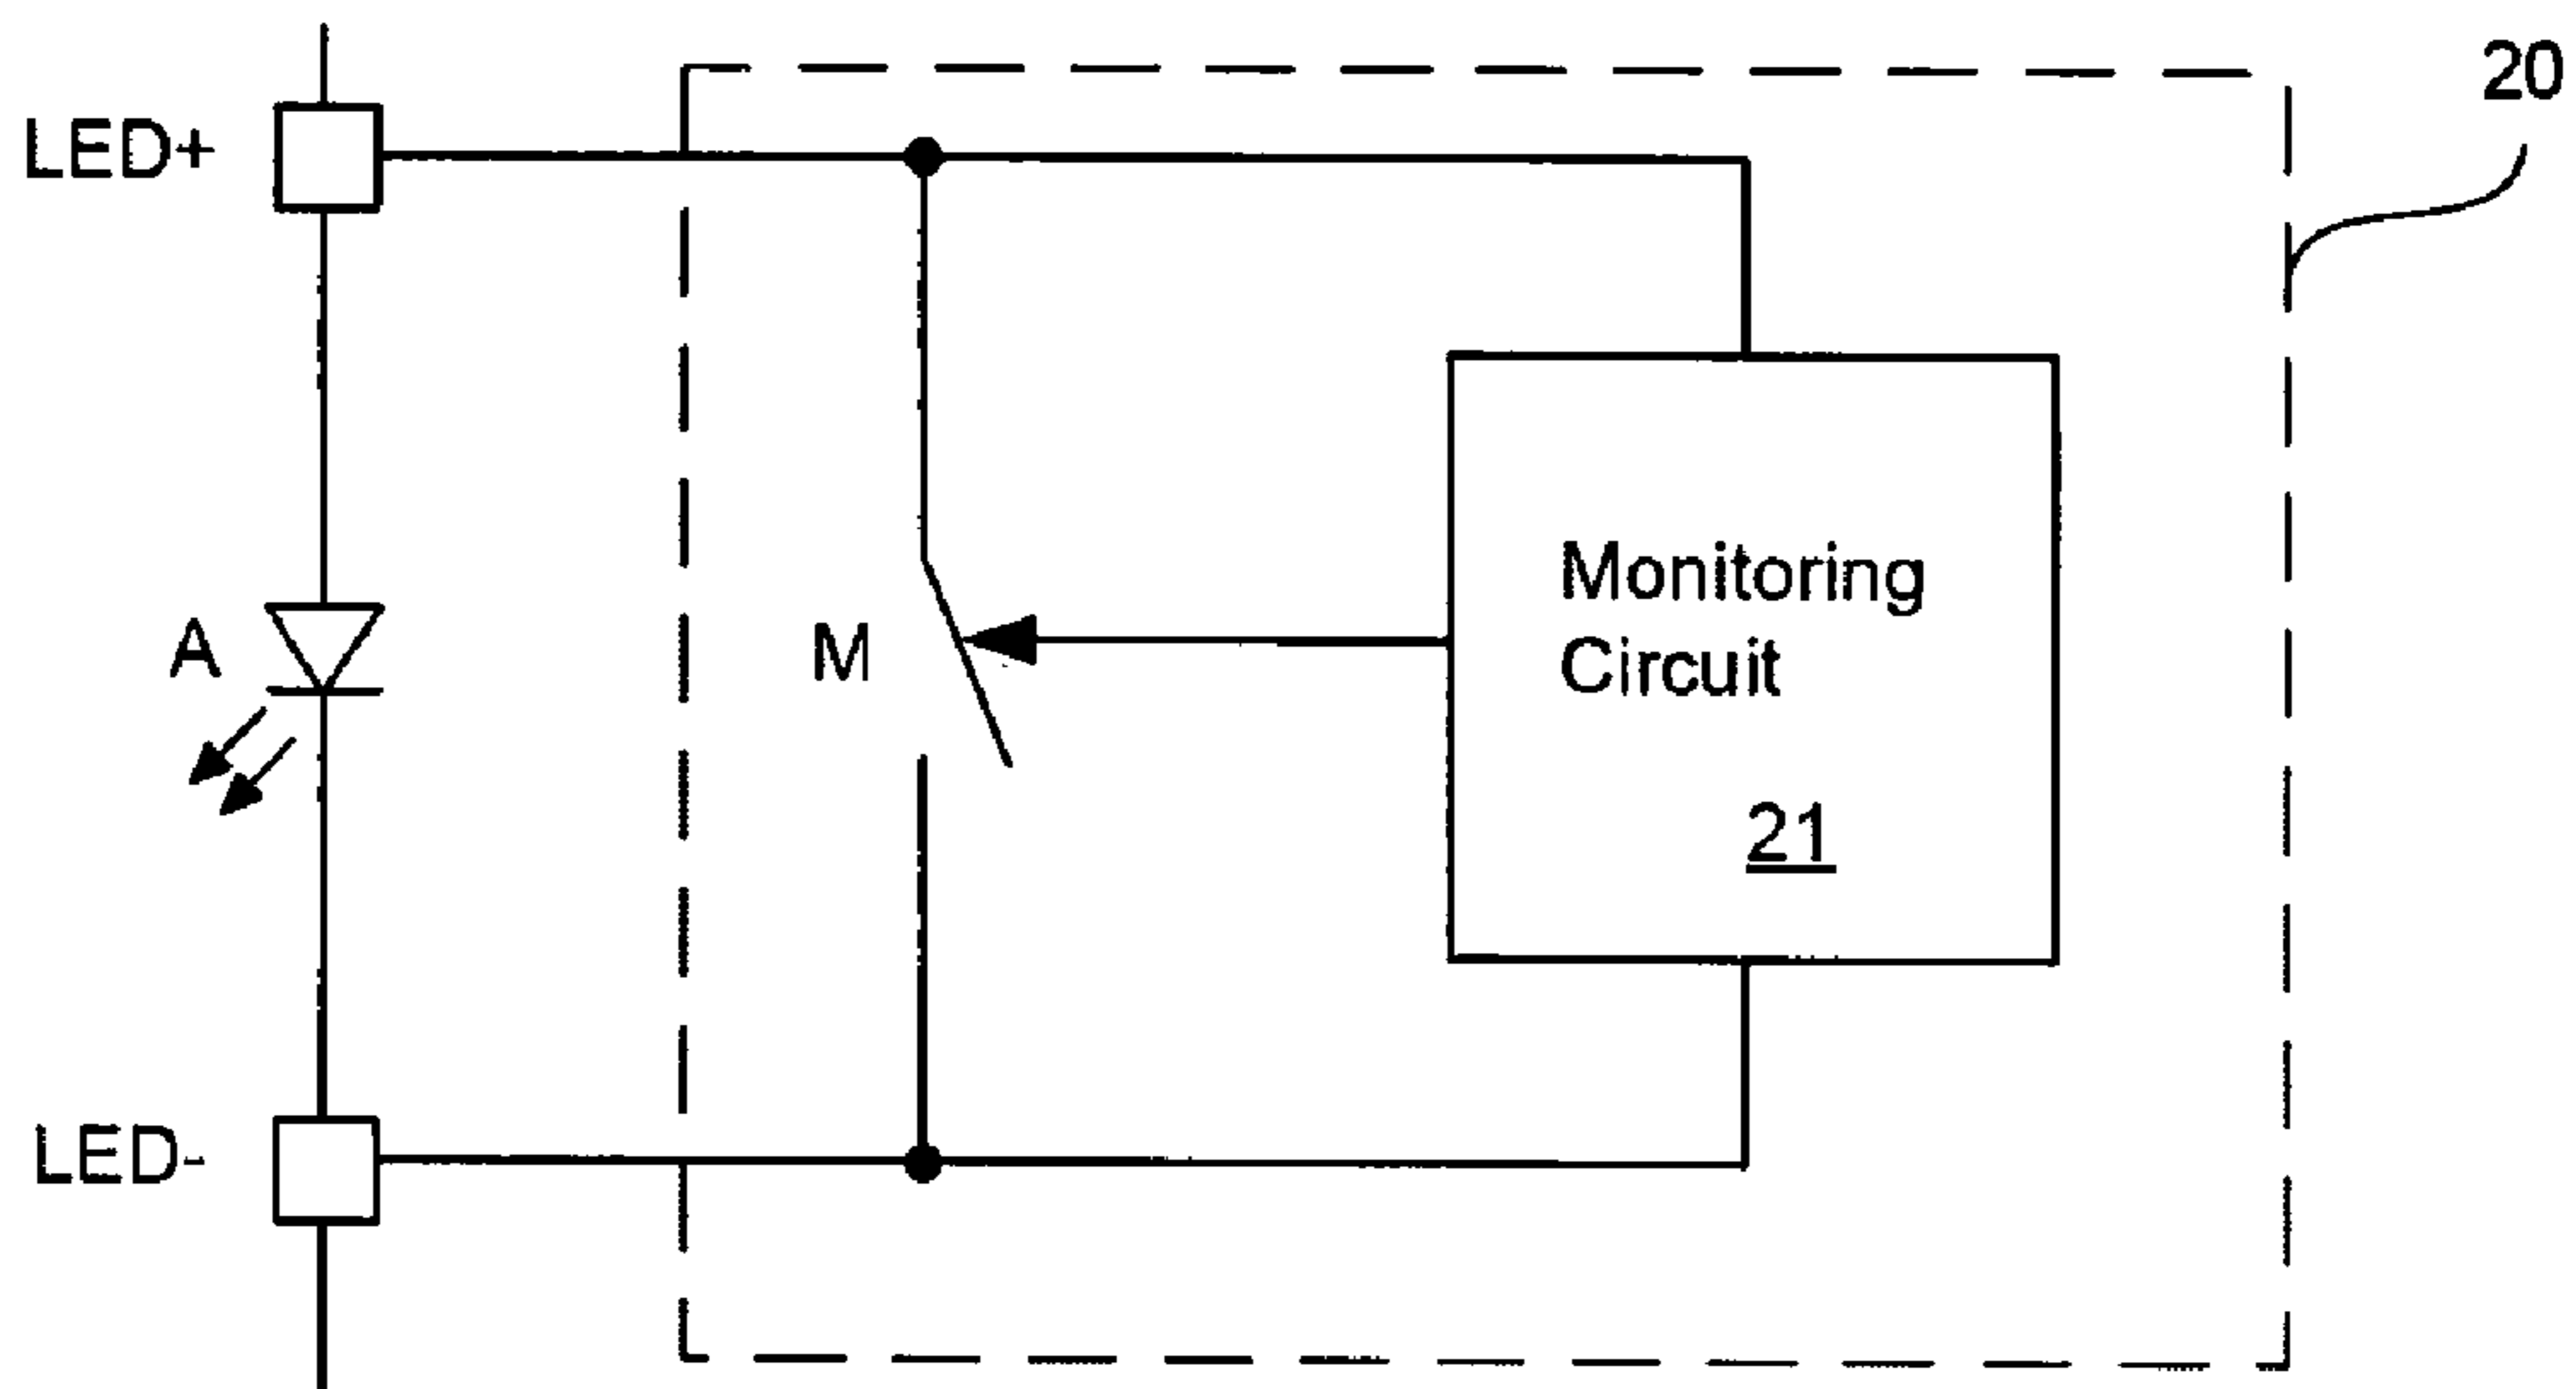 20
LED+
Monitoring
Circuit
A
M
21
LED-